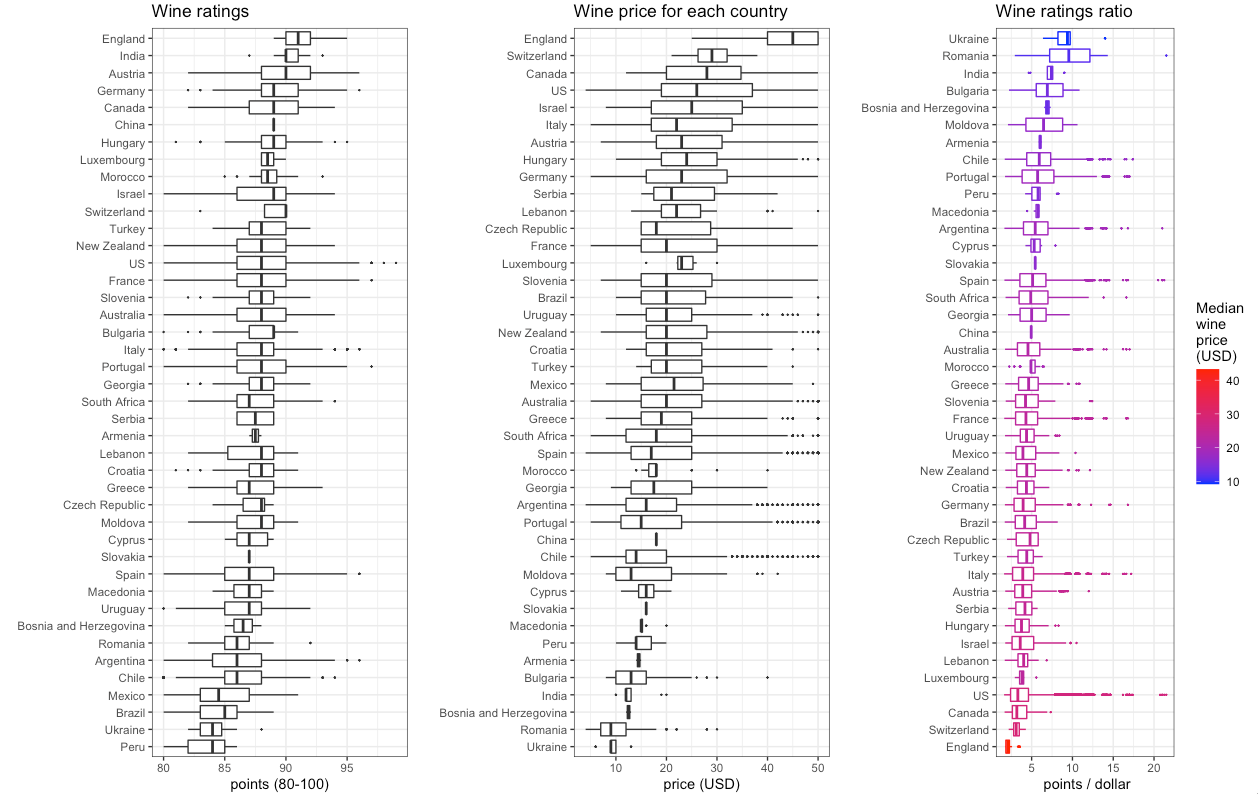 Wine ratings
England
India
Austria
Germany
Canada
China
Hungary
Luxembourg
Morocco
Israel
Switzerland
Turkey
New Zealand
US
France
Slovenia
Australia
Bulgaria
Italy
Portugal
Georgia
South Africa
Serbia
Armenia
Lebanon
Croatia
Greece
Czech Republic
Moldova
Cyprus
Slovakia
Spain
Macedonia
Uruguay
Bosnia and Herzegovina
Romania
Argentina
Chile
Mexico
Brazil
Ukraine
Peru
80 85 90 95
points (80-100)
Wine price for each country
England
Switzerland
Canada
US
Israel
Italy
Austria
Hungary
Germany
Serbia
Lebanon
Czech Republic
France
Luxembourg
Slovenia
Brazil
Uruguay
New Zealand
Croatia
Turkey
Mexico
Australia
Greece
South Africa
Spain
Morocco
Georgia
Argentina
Portugal
China
Chile
Moldova
Cyprus
Slovakia
Macedonia
Peru
Armenia
Bulgaria
India
Bosnia and Herzegovina
Romania
Ukraine
10 20 30 40 50
price (USD)
Wine ratings ratio
Ukraine
Romania
India
Bulgaria
Bosnia and Herzegovina
Moldova
Armenia
Chile
Portugal
Peru
Macedonia
Argentina
Cyprus
Slovakia
Spain
South Africa
Georgia
China
Australia
Morocco
Greece
Slovenia
France
Uruguay
Mexico
New Zealand
Croatia
Germany
Brazil
Czech Republic
Turkey
Italy
Austria
Serbia
Hungary
Israel
Lebanon
Luxembourg
US
Canada
Switzerland
England
5 10 15 20
points / dollar
Median
wine
price
(USD)
40
30
20
10